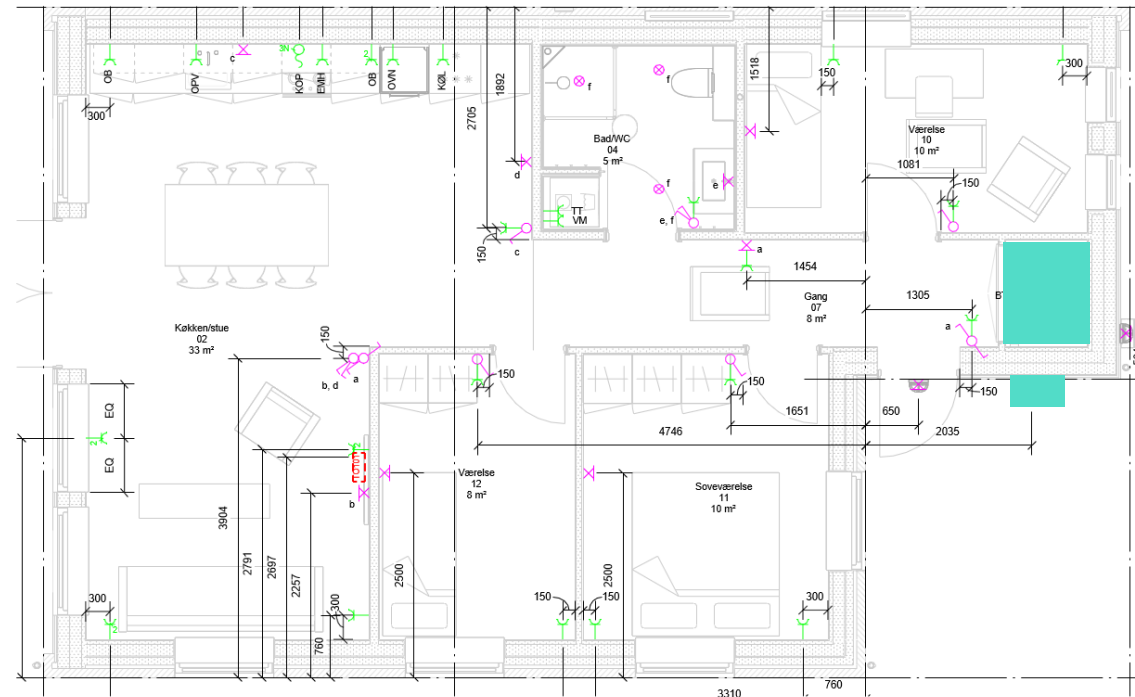 OB
OPV
c
3N
KOP
EMH
2
OB
OVN
KØL
300
2705
1892
d
150
c
f
f
Bad/WC
04
5 m²
f
e
e, f
TT
VM
1518
150
300
Værelse
10
10 m²
1081
150
a
1454
Gang
07
8 m²
1305
a
150
Køkken/stue
02
33 m²
150
b, d
a
150
150
1651
650
4746
2035
EQ
EQ
2
2
b
3904
2791
2697
2257
760
300
300
2
Værelse
12
8 m²
2500
150
150
Soveværelse
11
10 m²
2500
300
3310
760